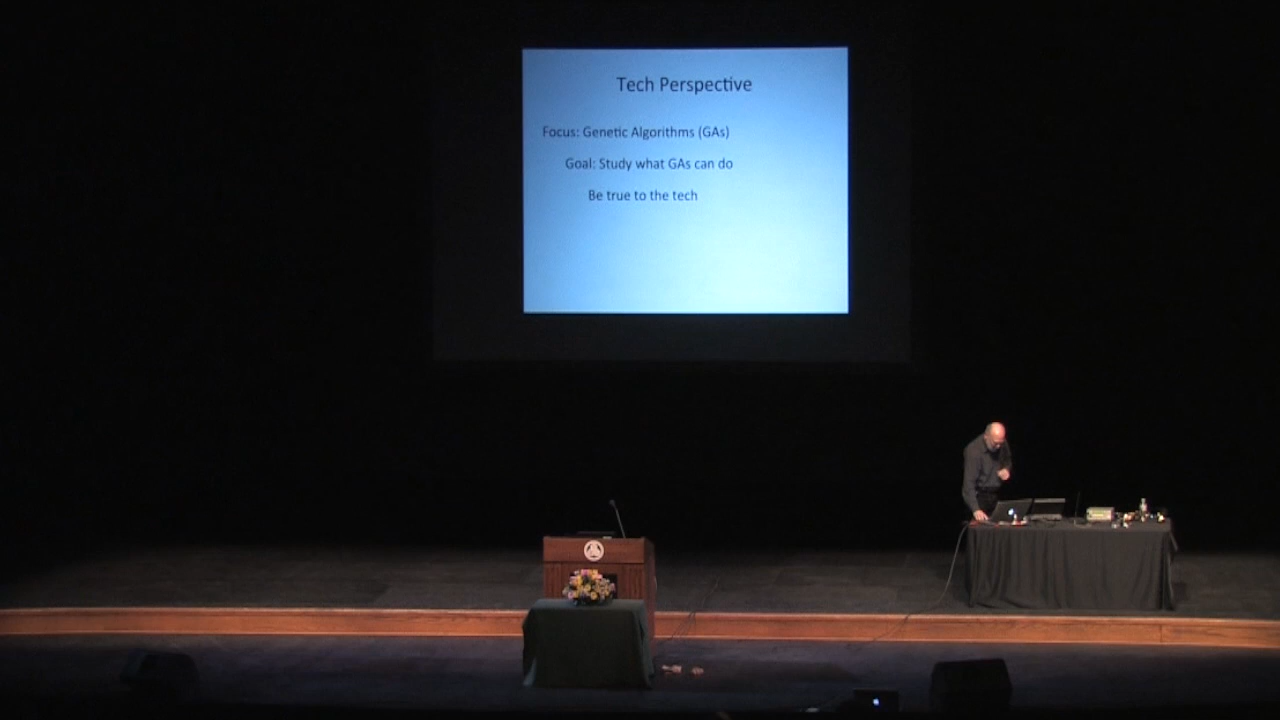 Tech Perspective
Focus: Genetic Algorithms (GAs)
Goal: Study what GAs can do
Be true to the tech